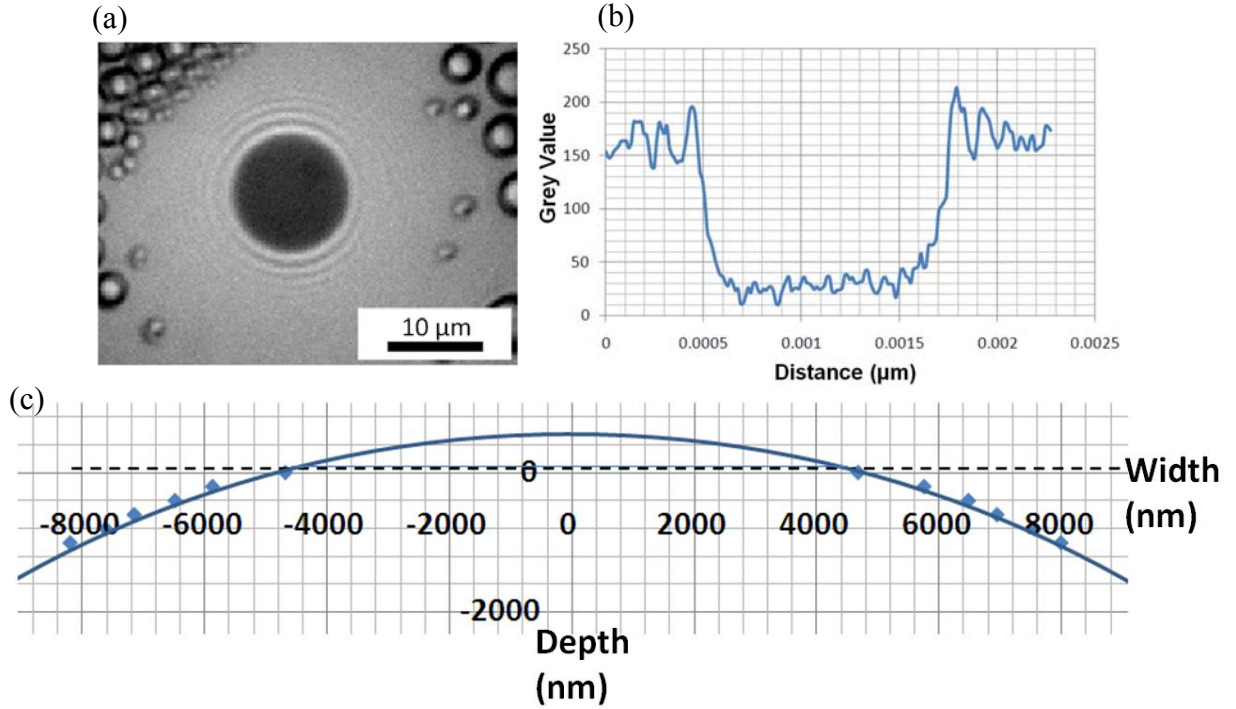 (a)
10 μm
(b)
250
200
150
100
50
0
Grey Value
0 0.0005 0.001 0.0015 0.002 0.0025
Distance (μm)
(c)
0
Width
(nm)
-8000 -6000 -4000 -2000 0 2000 4000 6000 8000
-2000
Depth
(nm)